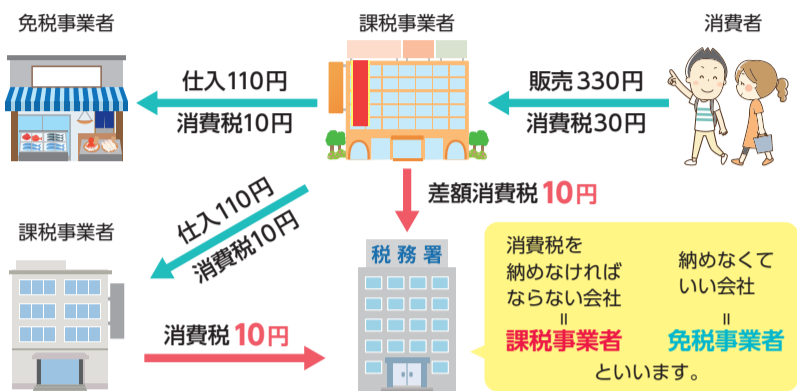 免税事業者
課税事業者
消費者
仕入110円
消費税10円
販売330円
消費税30円
差額消費税10円
仕入110円
消費税10円
課税事業者
税務署
消費税10円
消費税を
納めなければ
ならない会社
=
課税事業者
納めなくて
いい会社
=
免税事業者
といいます。